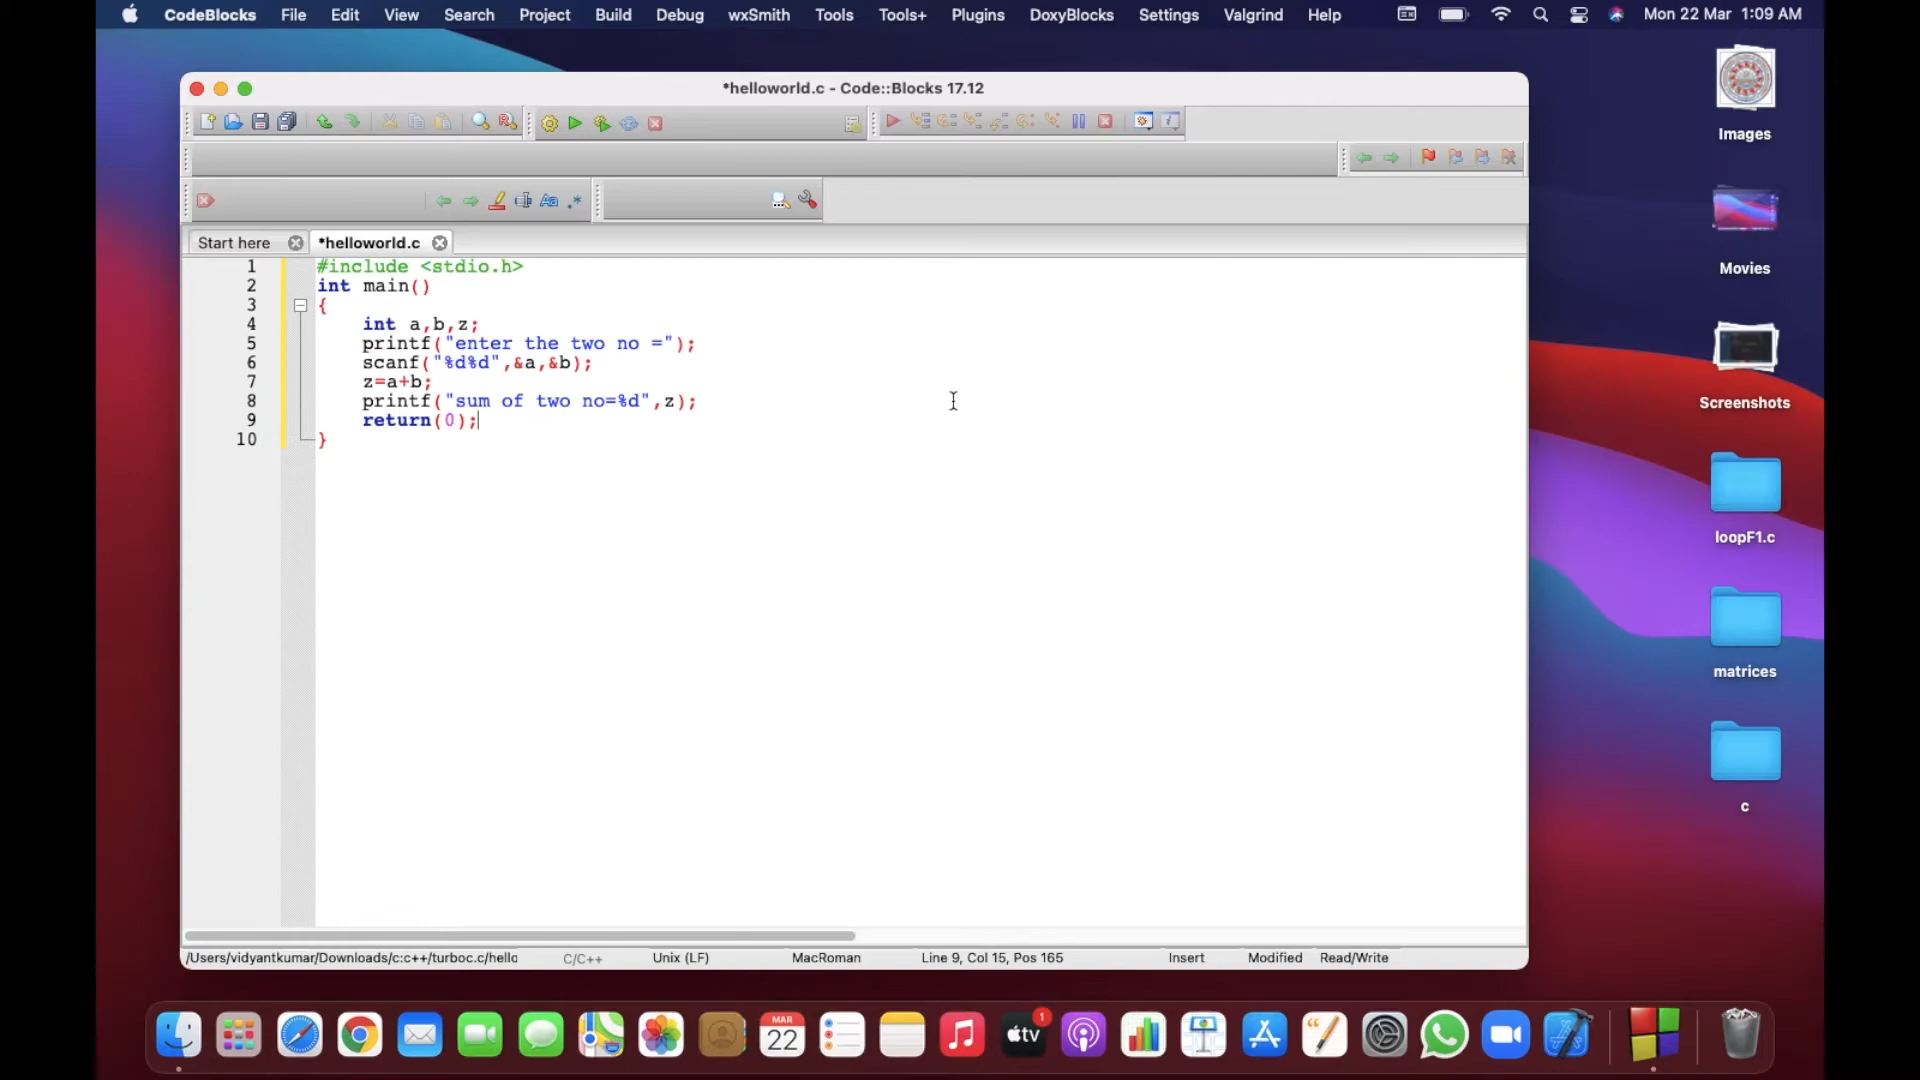 CodeBlocks File Edit View Search Project Build Debug wxSmith Tools Tools+ Plugins DoxyBlocks Settings Valgrind Help Mon 22 Mar 1:09 AM
*helloworld.c - Code::Blocks 17.12
Start here *helloworld.c
1 #include <stdio.h>
2 int main()
3 {
4 int a,b,z;
5 printf("enter the two no =");
6 scanf("%d%d",&a,&b);
7 z=a+b;
8 printf("sum of two no=%d",z);
9 return(0);
10 }
/Users/vidyantkumar/Downloads/c:c++/turboc.c/hello C/C++ Unix (LF) MacRoman Line 9, Col 15, Pos 165 Insert Modified Read/Write
Images
Movies
Screenshots
loopF1.c
matrices
c
MAR
22
tv
1